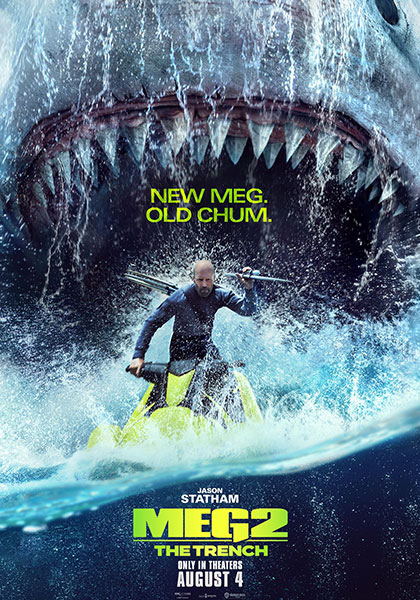 NEW MEG.
OLD CHUM.
JASON
STATHAM
MEG2
THE TRENCH
ONLY IN THEATERS
AUGUST 4